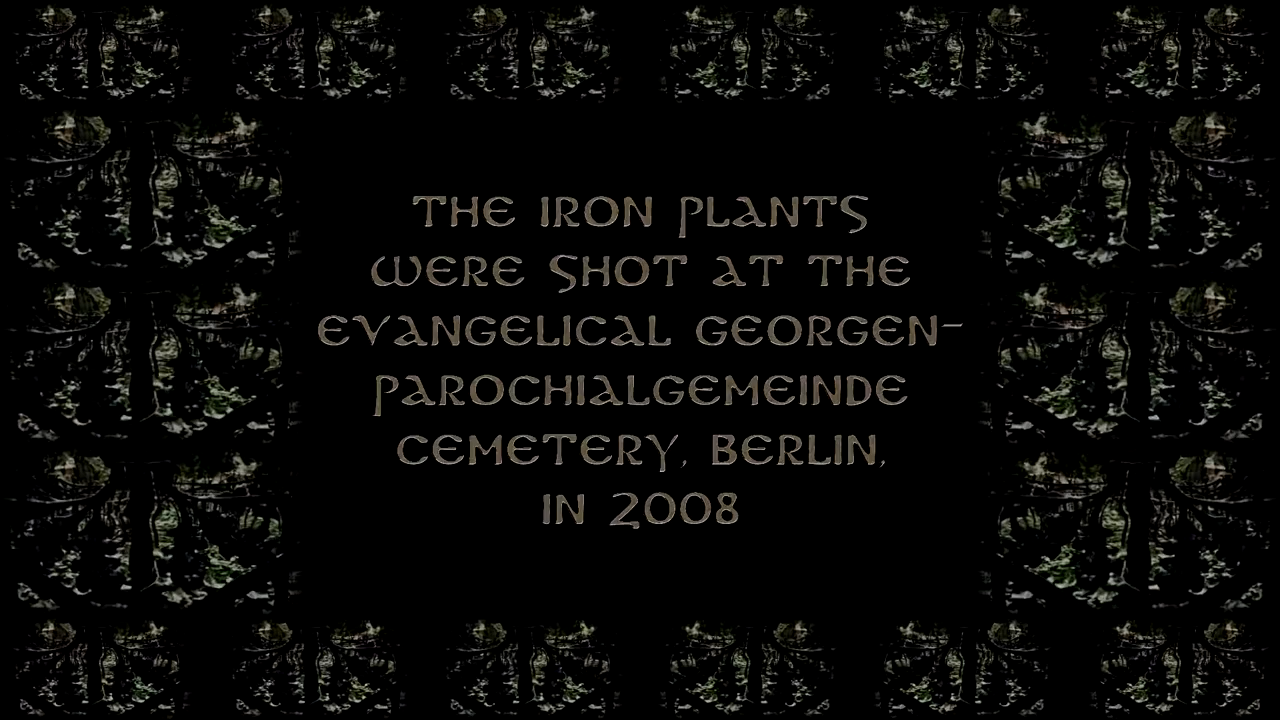 THE IRON PLANTS
WERE SHOT AT THE
EVANGELICAL GEORGEN-
PAROCHIALGEMEINDE
CEMETERY, BERLIN,
IN 2008